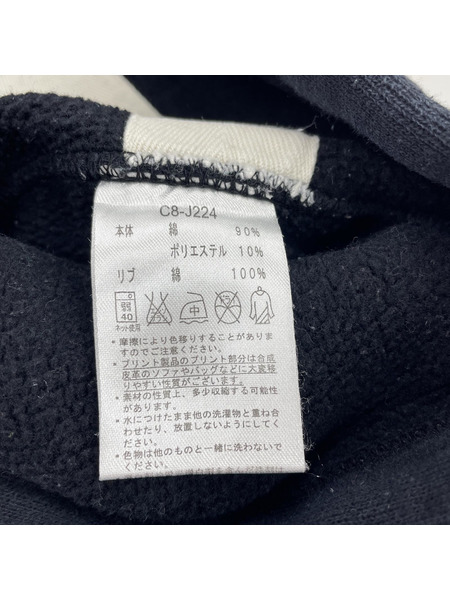 C8-J224
本体 綿 90%
ポリエステル 10%
リブ 綿 100%
弱
40
中
ネット使用
・摩擦により色移りすることがあります
のでご注意ください。
・プリント製品のプリント部分は合成
皮革のソファやバッグなどに大変移
りやすい性質がございます。
・素材の性質上、多少収縮する可能性
があります。
・水につけたまま他の洗濯物と重ね合
わせたり、放置しないようにしてく
ださい。
・色物は他のものと一緒に洗わないで
ください。